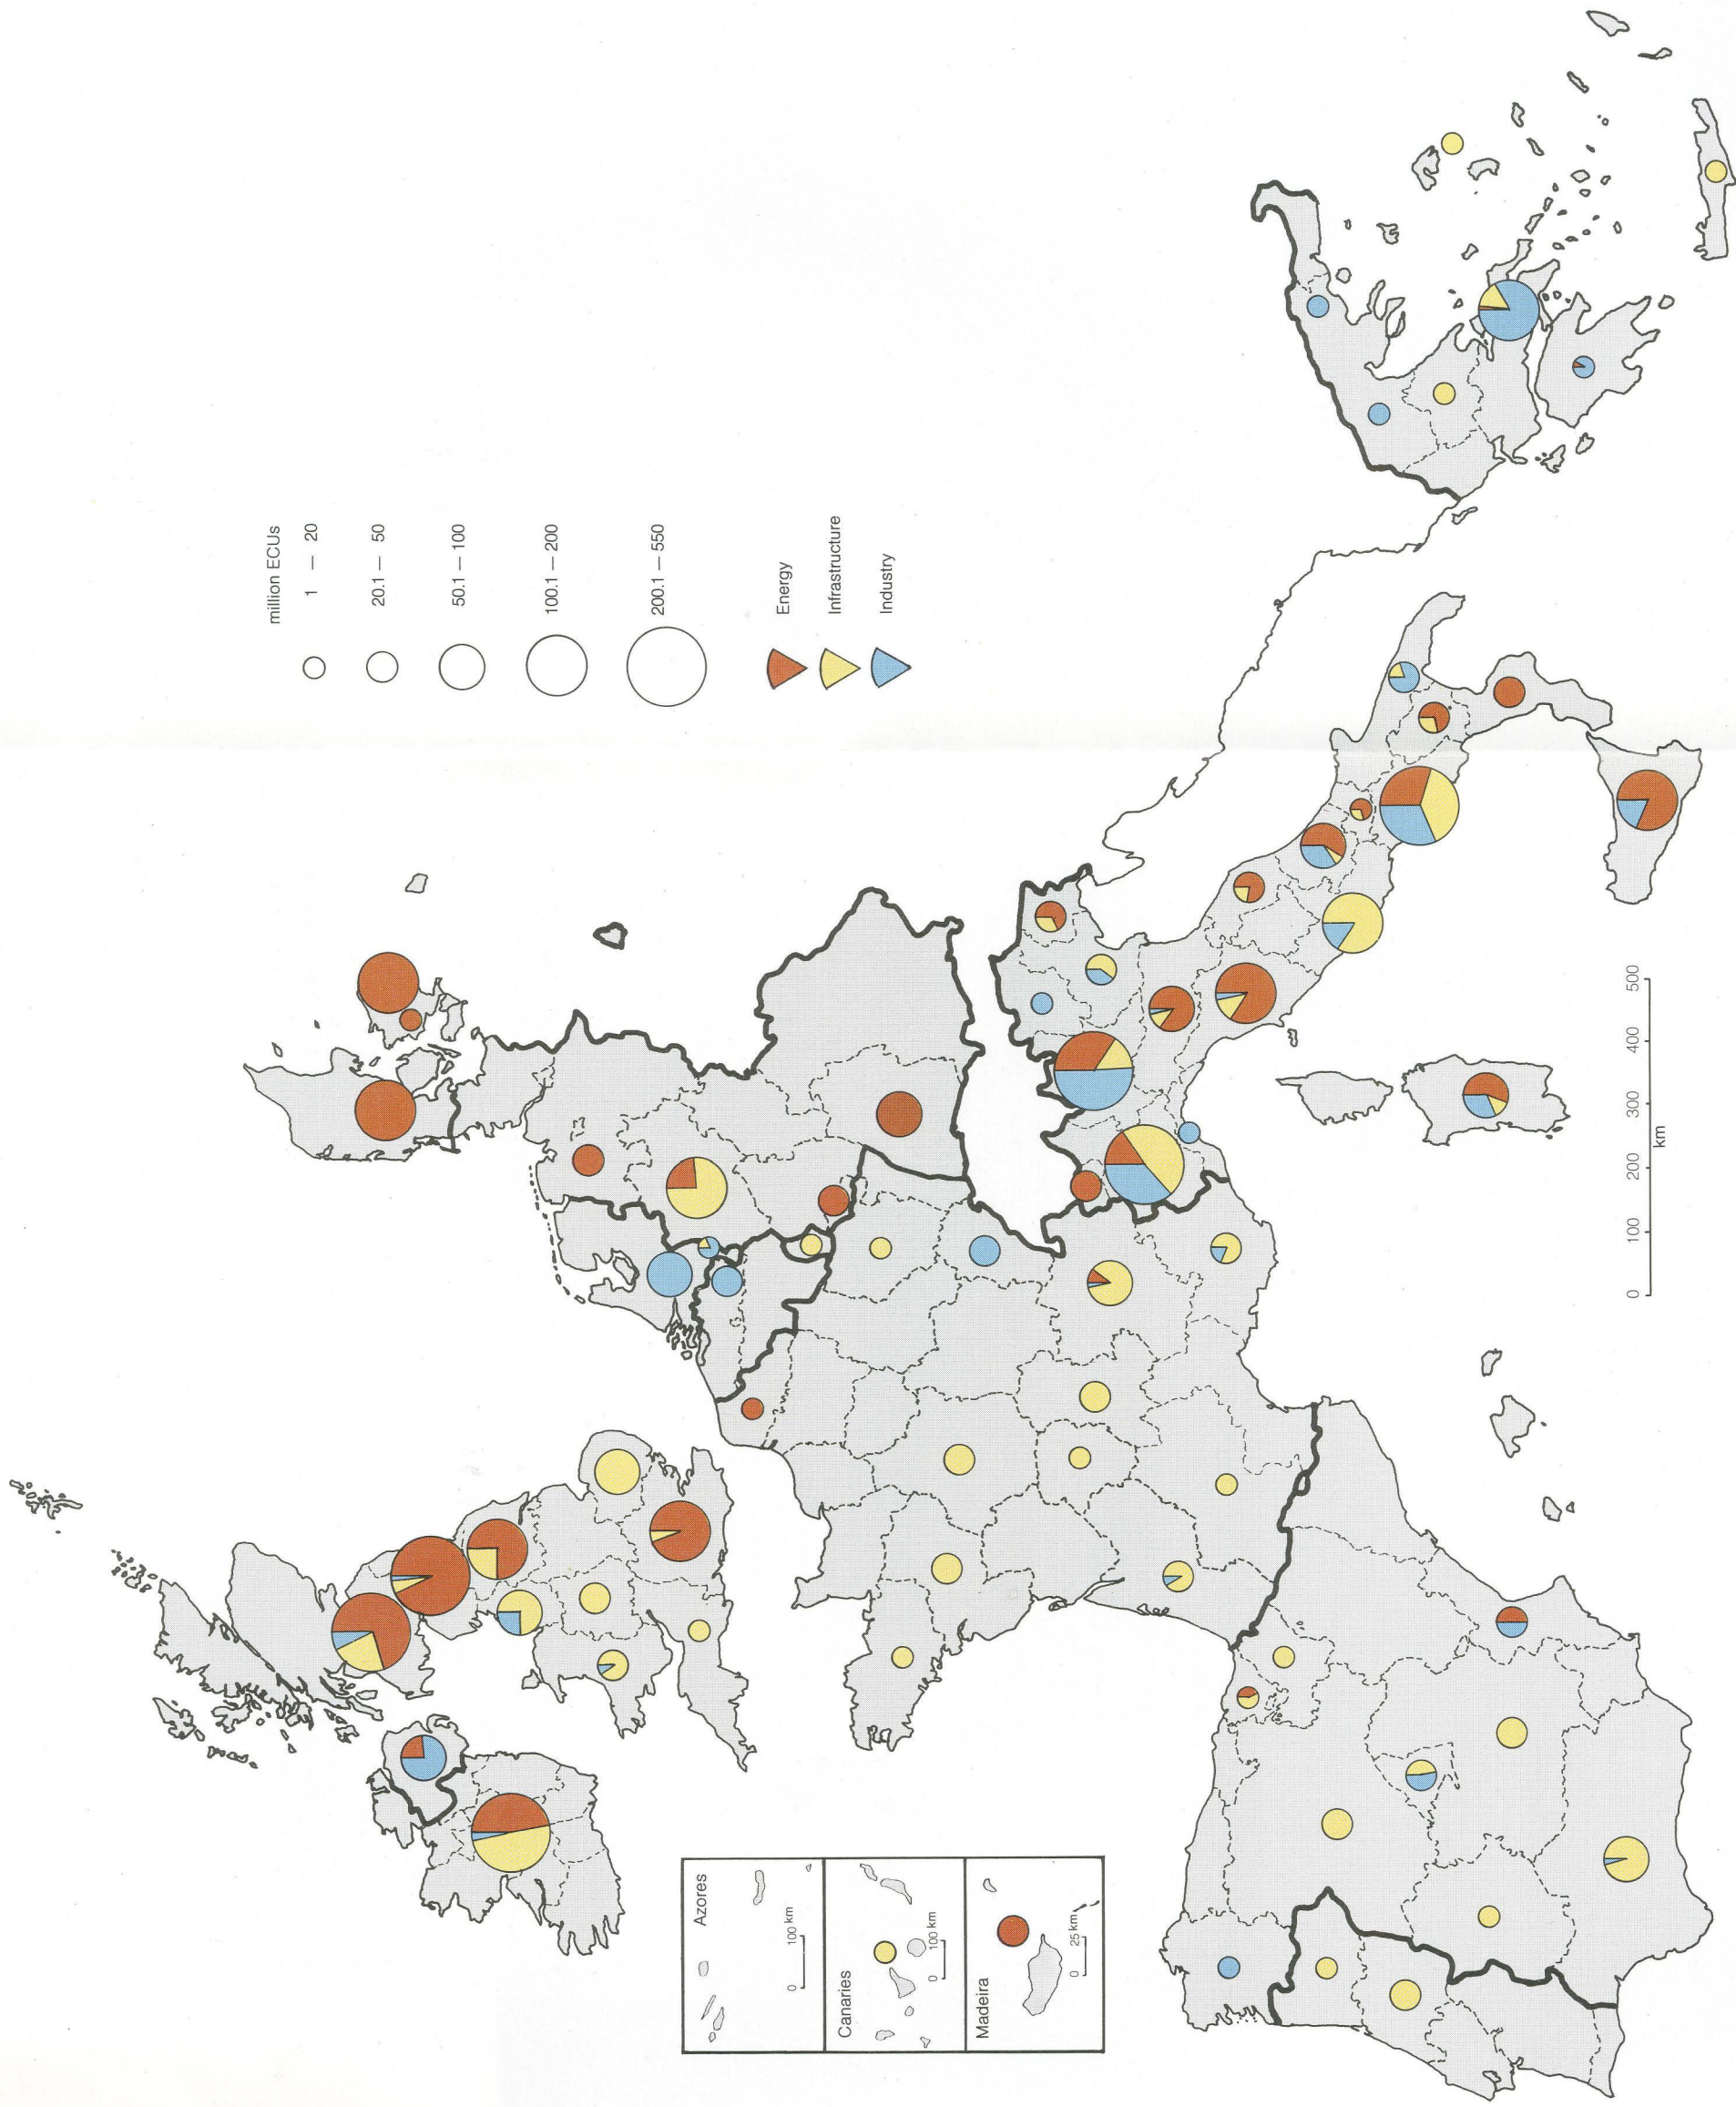 million ECUs
1 — 20
20.1 — 50
50.1 — 100
100.1 — 200
200.1 — 550
Energy
Infrastructure
Industry
Azores
0 100 km
Canaries
0 100 km
Madeira
0 25 km
0 100 200 300 400 500
km